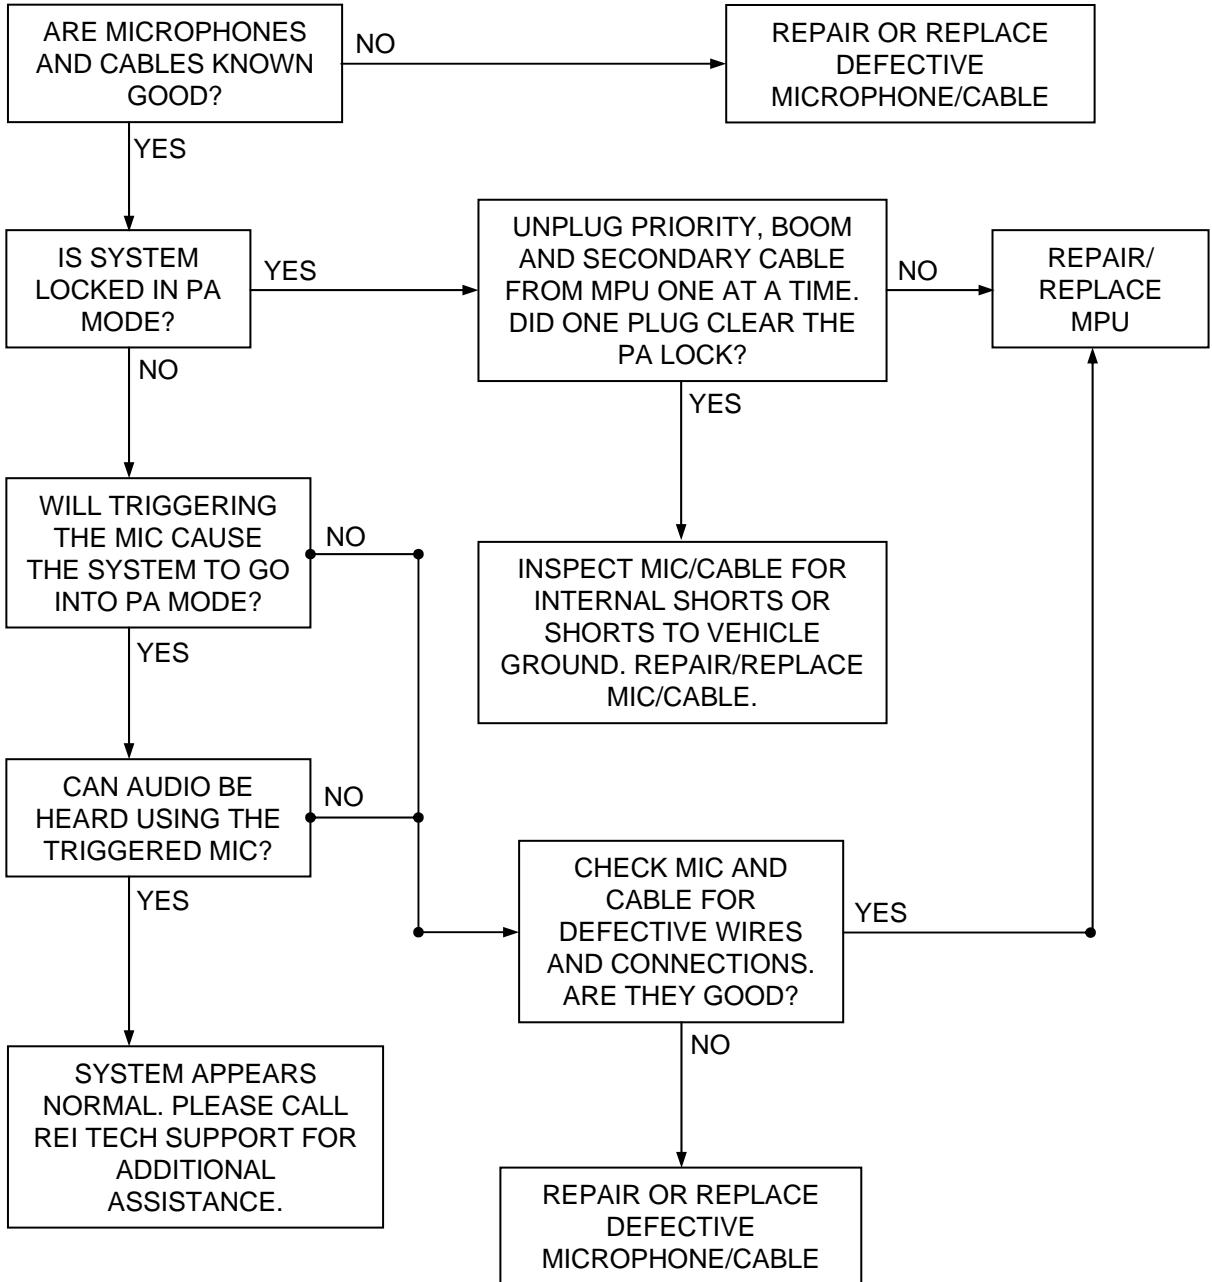 ARE MICROPHONES
AND CABLES KNOWN
GOOD?
NO
REPAIR OR REPLACE
DEFECTIVE
MICROPHONE/CABLE
YES
IS SYSTEM
LOCKED IN PA
MODE?
YES
UNPLUG PRIORITY, BOOM
AND SECONDARY CABLE
FROM MPU ONE AT A TIME.
DID ONE PLUG CLEAR THE
PA LOCK?
NO
REPAIR/
REPLACE
MPU
NO
YES
WILL TRIGGERING
THE MIC CAUSE
THE SYSTEM TO GO
INTO PA MODE?
NO
INSPECT MIC/CABLE FOR
INTERNAL SHORTS OR
SHORTS TO VEHICLE
GROUND. REPAIR/REPLACE
MIC/CABLE.
YES
CAN AUDIO BE
HEARD USING THE
TRIGGERED MIC?
NO
CHECK MIC AND
CABLE FOR
DEFECTIVE WIRES
AND CONNECTIONS.
ARE THEY GOOD?
YES
YES
NO
SYSTEM APPEARS
NORMAL. PLEASE CALL
REI TECH SUPPORT FOR
ADDITIONAL
ASSISTANCE.
REPAIR OR REPLACE
DEFECTIVE
MICROPHONE/CABLE